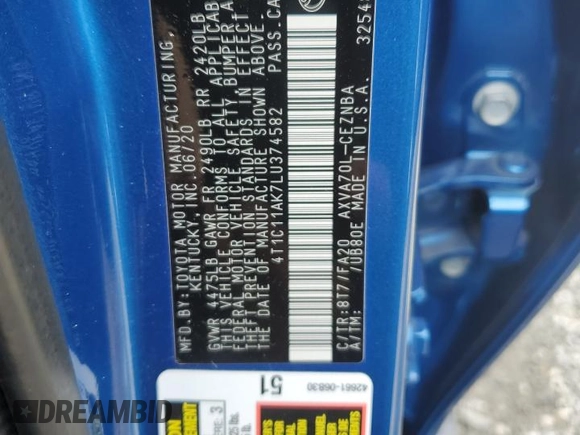 MFD.BY:TOYOTA MOTOR MANUFACTURING,
KENTUCKY, INC. 06/20
GVWR 4475LB GAWR FR 2490LB RR 2420LB
THIS VEHICLE CONFORMS TO ALL APPLICAB
FEDERAL MOTOR VEHICLE SAFETY, BUMPER,
THEFT PREVENTION STANDARDS IN EFFECT
THE DATE OF MANUFACTURE SHOWN ABOVE.
4T1C11AK7LU374582 PASS. CA
C/TR:8T7/FA20 AXVA70L-CEZNBA
A/TM: /UB80E MADE IN U.S.A. 3254
51
42661-06B30
3
DREAMBID